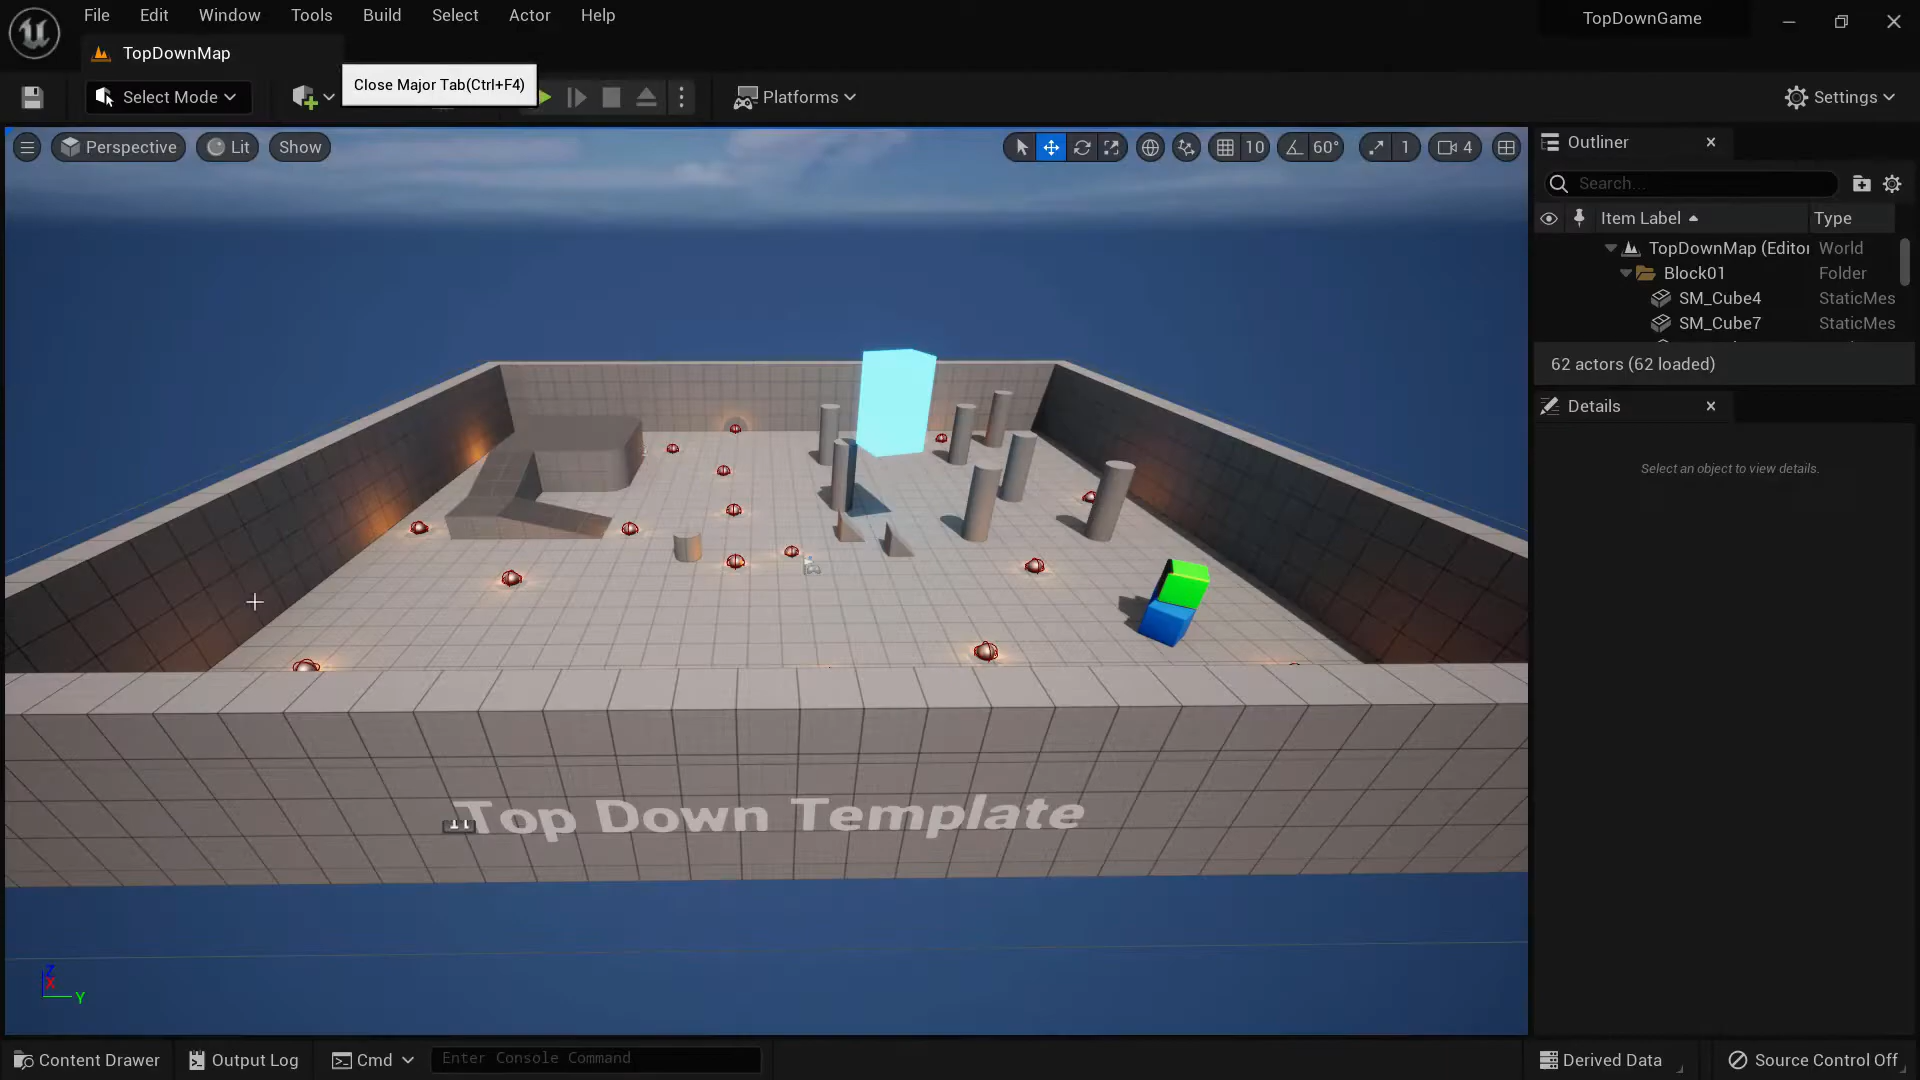 File Edit Window Tools Build Select Actor Help
TopDownGame
TopDownMap
Close Major Tab(Ctrl+F4)
Select Mode
Platforms
Settings
Perspective
Lit
Show
10
60°
1
4
Outliner
Search...
Item Label
Type
TopDownMap (Editor
World
Block01
Folder
SM_Cube4
StaticMes
SM_Cube7
StaticMes
62 actors (62 loaded)
Details
Select an object to view details.
Top Down Template
Z
X
Y
Content Drawer
Output Log
Cmd
Enter Console Command
Derived Data
Source Control Off